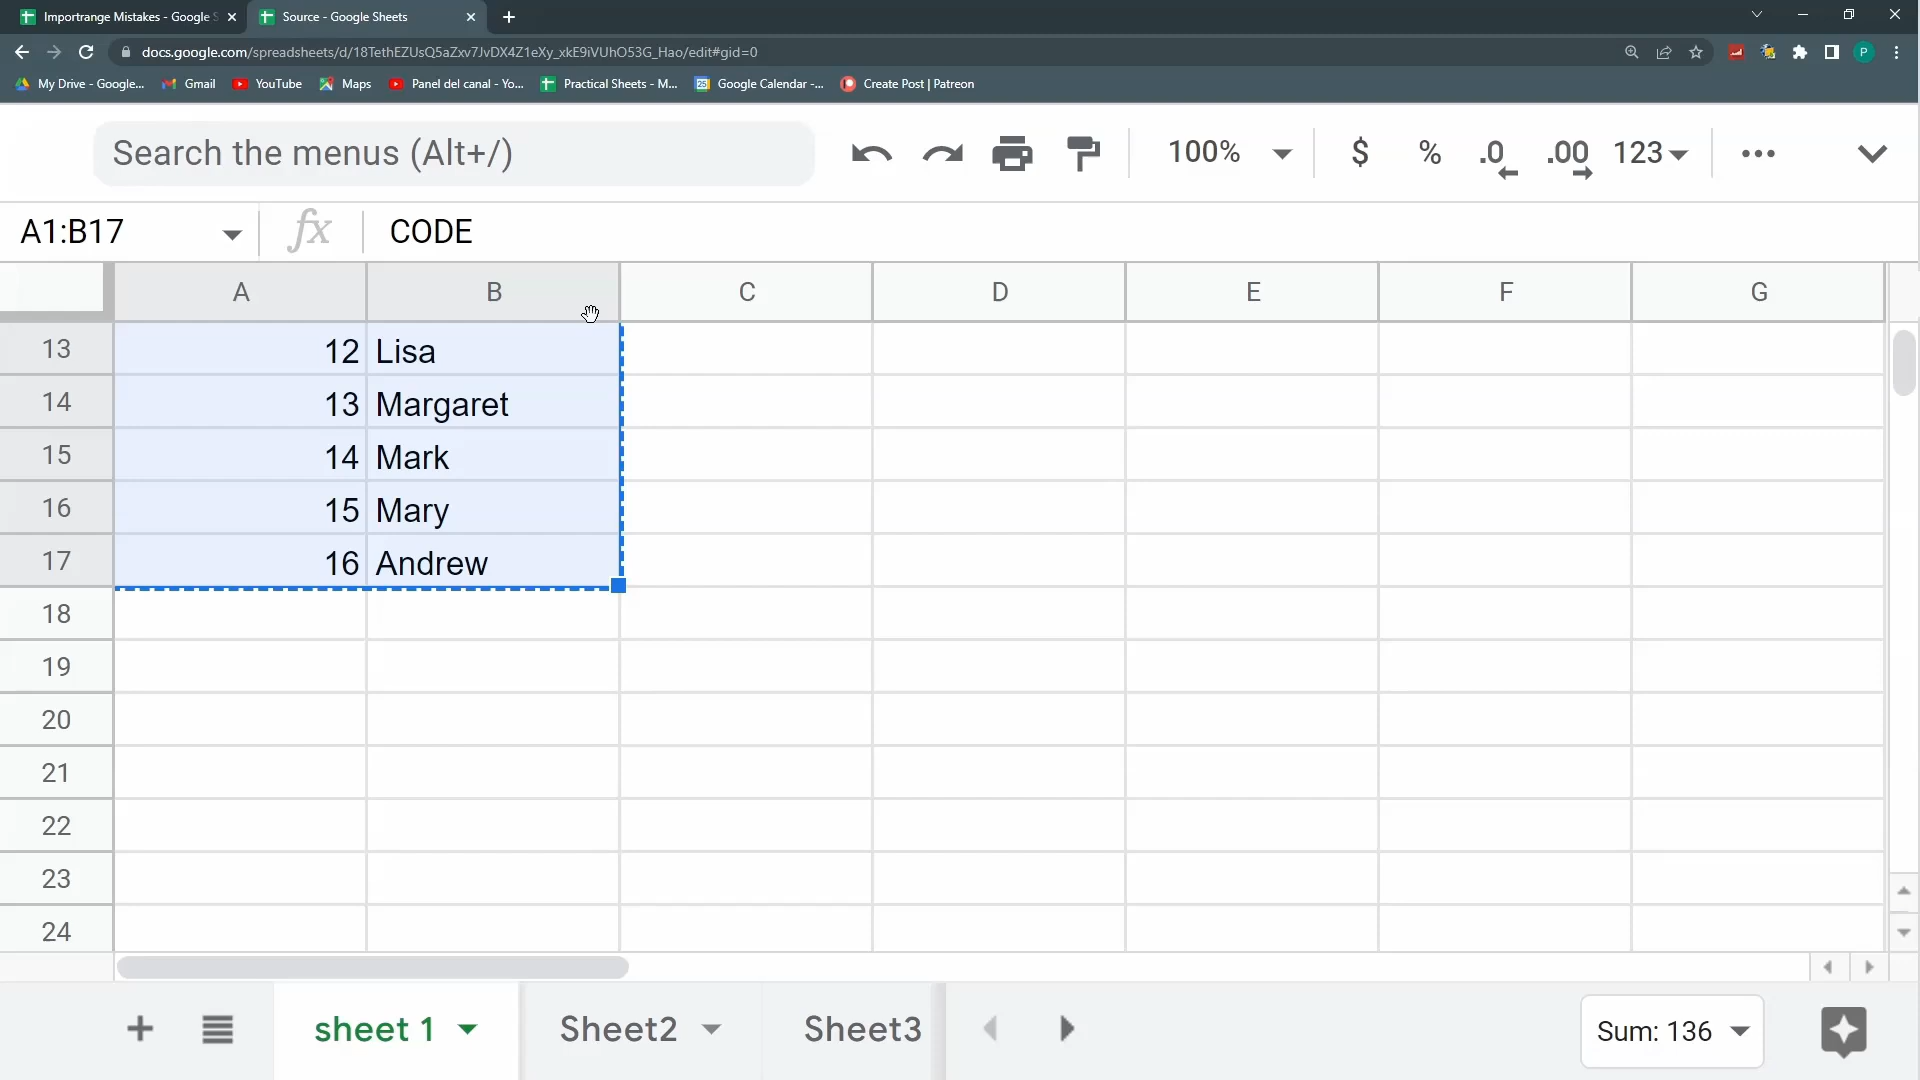 Importrange Mistakes - Google S
Source - Google Sheets
docs.google.com/spreadsheets/d/18TethEZUsQ5aZxv7JvDX4Z1eXy_xkE9iVUhO53G_Hao/edit#gid=0
P
My Drive - Google...
Gmail
YouTube
Maps
Panel del canal - Yo...
Practical Sheets - M...
Google Calendar -...
Create Post | Patreon
Search the menus (Alt+/)
100%
$
%
.0
.00
123
A1:B17
fx
CODE
A B C D E F G
13 12 Lisa
14 13 Margaret
15 14 Mark
16 15 Mary
17 16 Andrew
18
19
20
21
22
23
24
sheet 1
Sheet2
Sheet3
Sum: 136